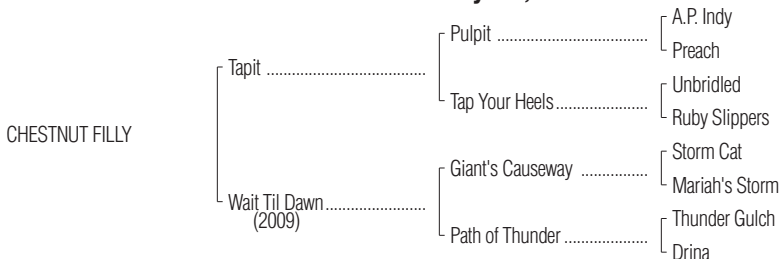 A.P. Indy
Pulpit ......................................
Preach
Tapit ........................................
Unbridled
Tap Your Heels.......................
Ruby Slippers
CHESTNUT FILLY
Storm Cat
Giant's Causeway .................
Mariah's Storm
Wait Til Dawn.........................
(2009)
Thunder Gulch
Path of Thunder .....................
Drina